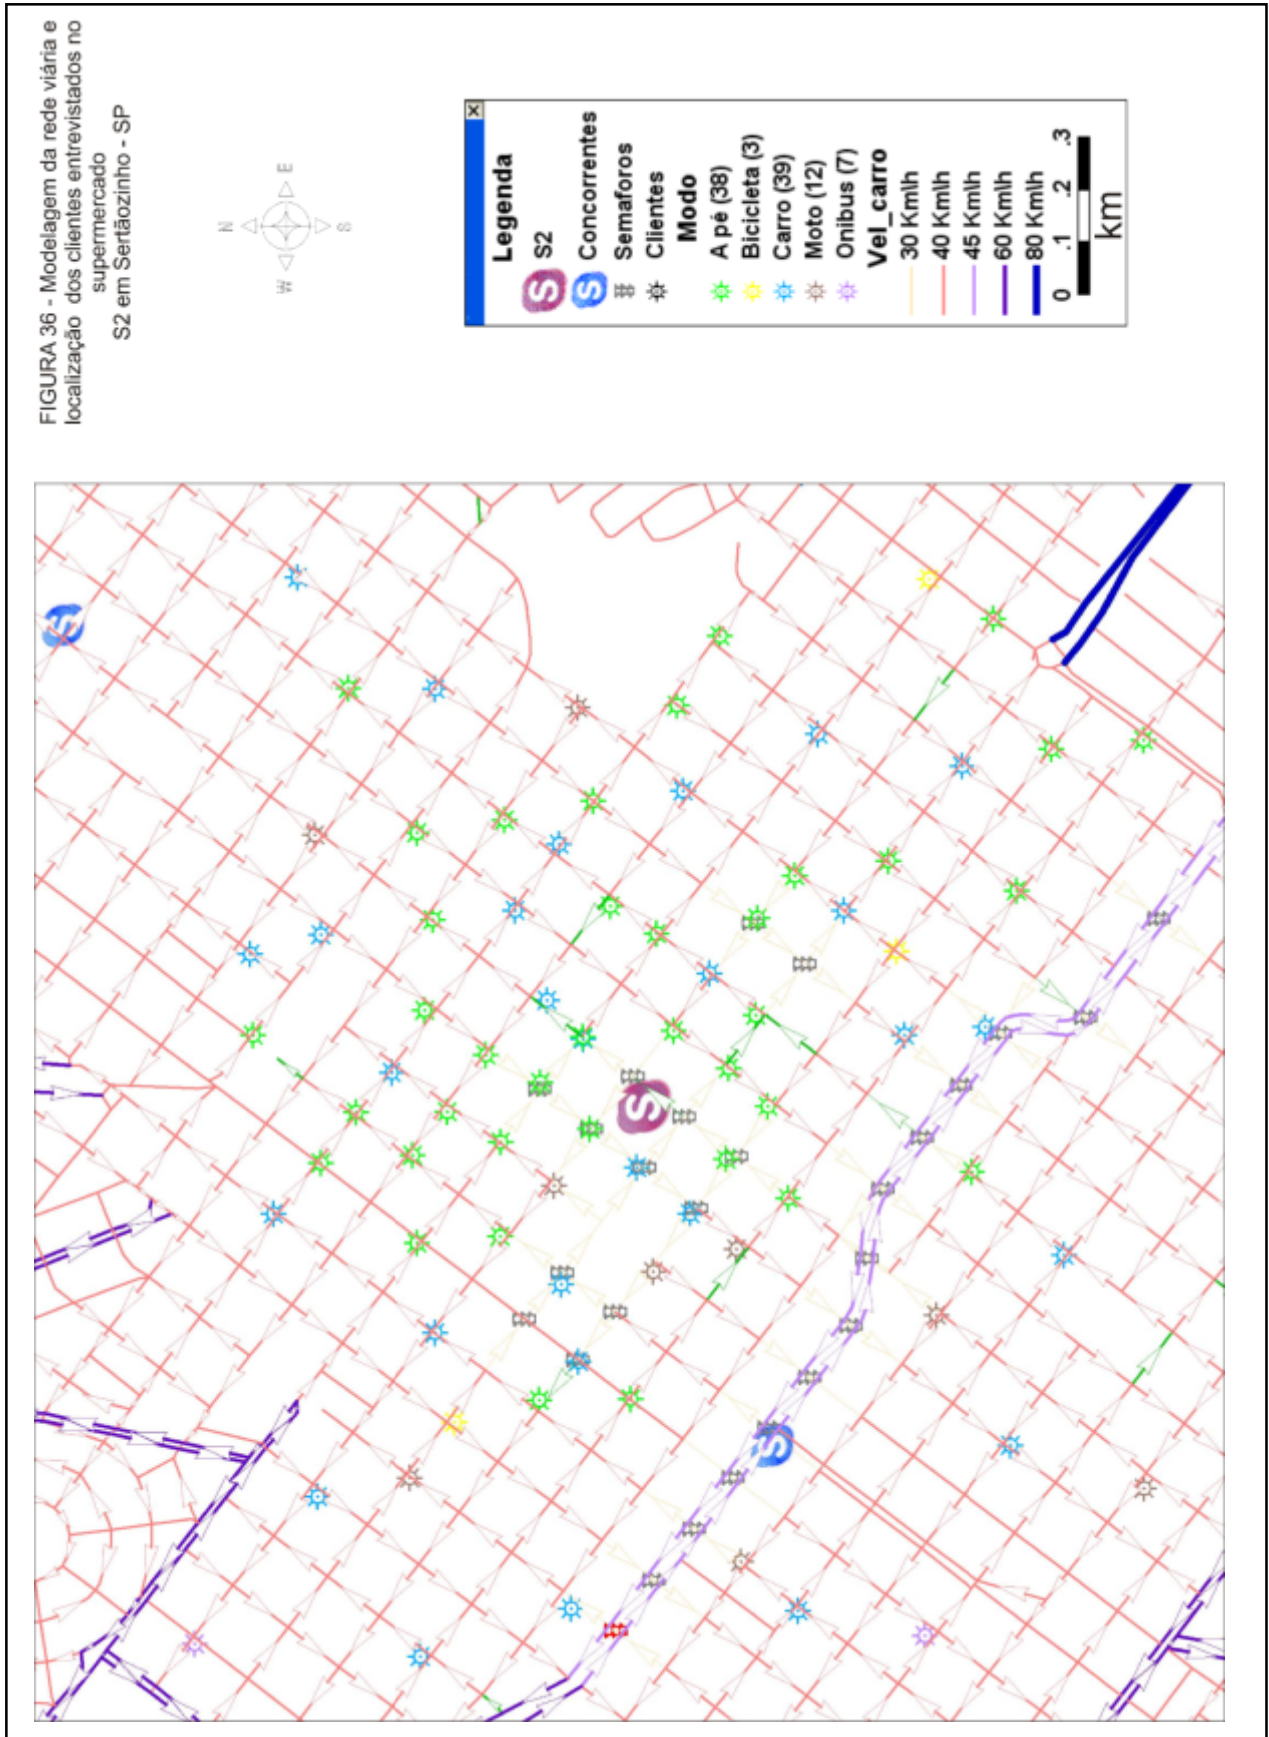 FIGURA 36 - Modelagem da rede viária e
localização dos clientes entrevistados no
supermercado
S2 em Sertãozinho - SP
N
W E
S
Legenda
S S2
S Concorrentes
Semaforos
Clientes
Modo
A pé (38)
Bicicleta (3)
Carro (39)
Moto (12)
Onibus (7)
Vel_carro
30 Km\h
40 Km\h
45 Km\h
60 Km\h
80 Km\h
0 .1 .2 .3
km
S
S
S